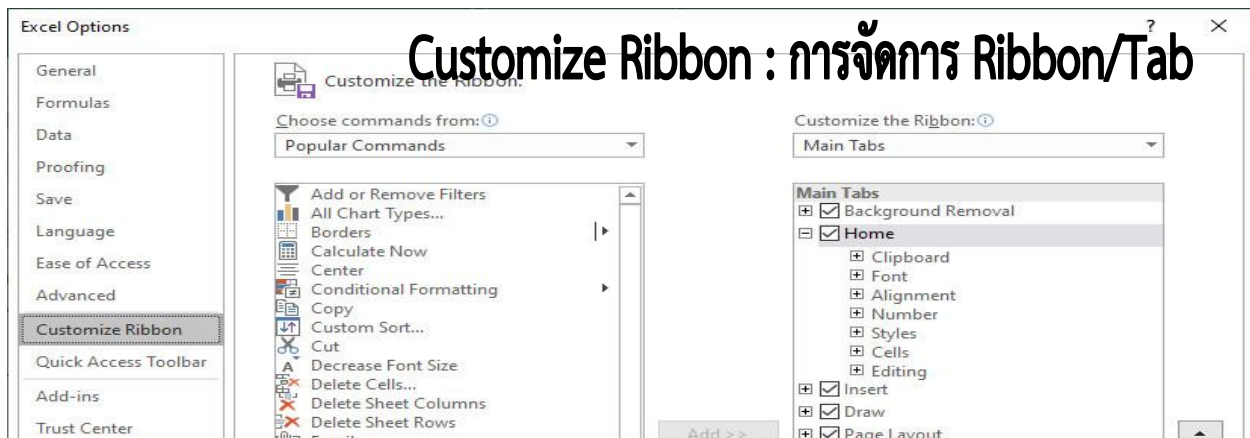 Excel Options
?
Customize Ribbon : การจัดการ Ribbon/Tab
General
Formulas
Data
Proofing
Save
Language
Ease of Access
Advanced
Customize Ribbon
Quick Access Toolbar
Add-ins
Trust Center
Customize the Ribbon.
Choose commands from:
Popular Commands
Add or Remove Filters
All Chart Types...
Borders
Calculate Now
Center
Conditional Formatting
Copy
Custom Sort...
Cut
Decrease Font Size
Delete Cells...
Delete Sheet Columns
Delete Sheet Rows
Add >>
Customize the Ribbon:
Main Tabs
Main Tabs
Background Removal
Home
Clipboard
Font
Alignment
Number
Styles
Cells
Editing
Insert
Draw
Page Layout